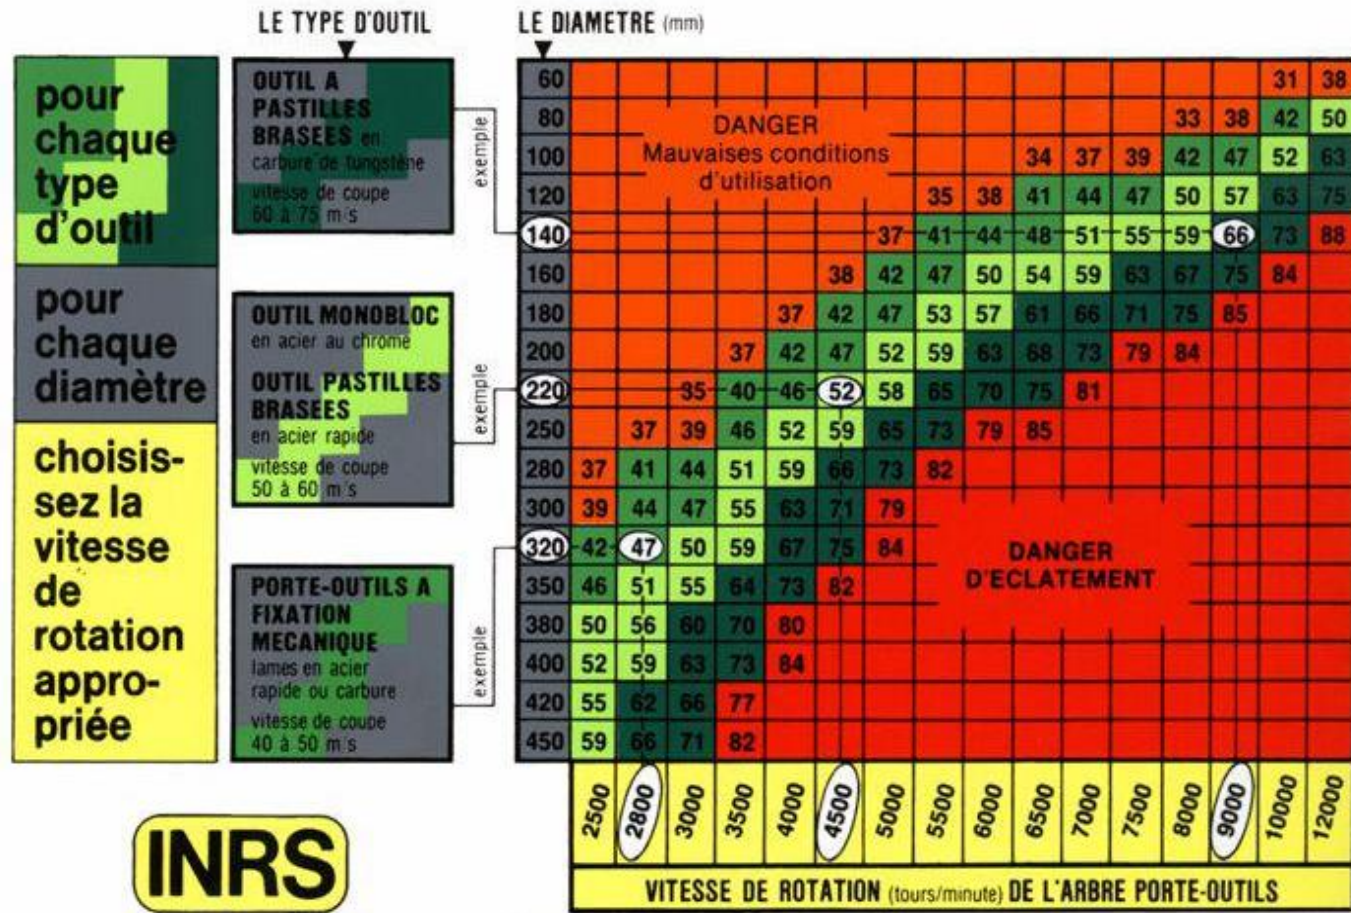 LE TYPE D'OUTIL
LE DIAMETRE (mm)
pour
chaque
type
d'outil
pour
chaque
diamètre
choisis-
sez la
vitesse
de
rotation
appro-
priée
OUTIL A
PASTILLES
BRASEES en
carbure de tungstène
vitesse de coupe
60 à 75 m/s
exemple
OUTIL MONOBLOC
en acier au chrome
OUTIL PASTILLES
BRASEES
en acier rapide
vitesse de coupe
50 à 60 m/s
exemple
PORTE-OUTILS A
FIXATION
MECANIQUE
lames en acier
rapide ou carbure
vitesse de coupe
40 à 50 m/s
exemple
DANGER
Mauvaises conditions
d'utilisation
60 31 38
80 33 38 42 50
100 34 37 39 42 47 52 63
120 35 38 41 44 47 50 57 63 75
140 37 41 44 48 51 55 59 66 73 88
160 38 42 47 50 54 59 63 67 75 84
180 37 42 47 53 57 61 66 71 75 85
200 37 42 47 52 59 63 68 73 79 84
220 35 40 46 52 58 65 70 75 81
250 37 39 46 52 59 65 73 79 85
280 37 41 44 51 59 66 73 82
300 39 44 47 55 63 71 79
320 42 47 50 59 67 75 84
350 46 51 55 64 73 82
380 50 56 60 70 80
400 52 59 63 73 84
420 55 62 66 77
450 59 66 71 82
DANGER
D'ECLATEMENT
2500 2800 3000 3500 4000 4500 5000 5500 6000 6500 7000 7500 8000 9000 10000 12000
VITESSE DE ROTATION (tours/minute) DE L'ARBRE PORTE-OUTILS
INRS